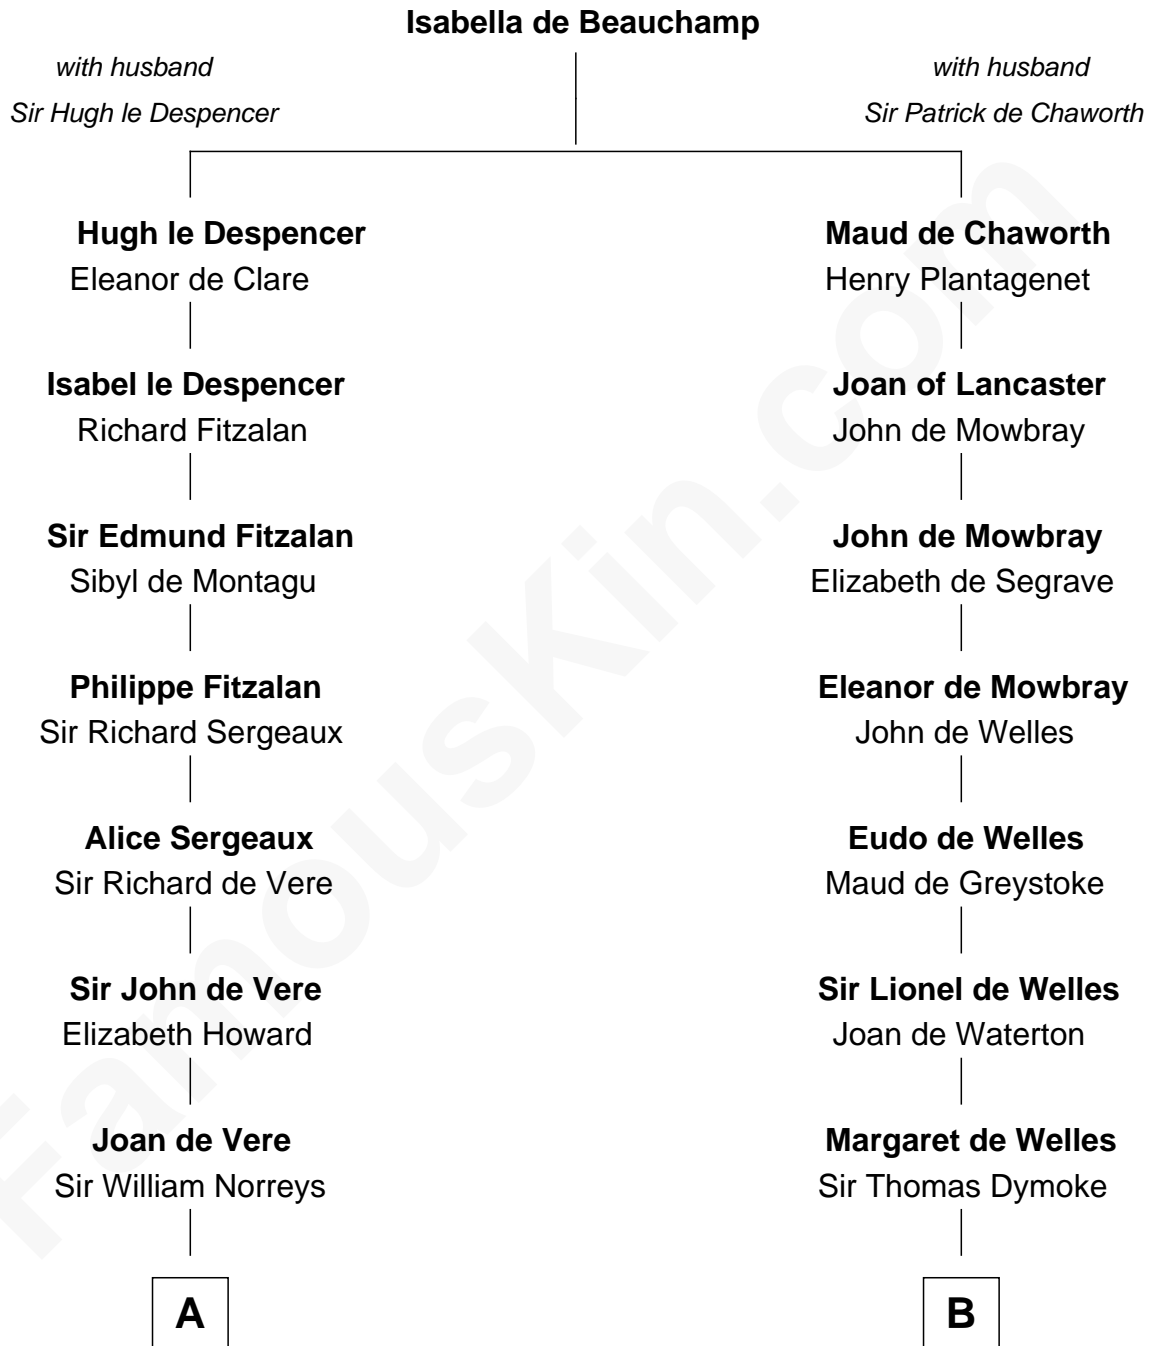 Isabella de Beauchamp
with husband
Sir Hugh le Despencer
with husband
Sir Patrick de Chaworth
Hugh le Despencer
Eleanor de Clare
Isabel le Despencer
Richard Fitzalan
Sir Edmund Fitzalan
Sibyl de Montagu
Philippe Fitzalan
Sir Richard Sergeaux
Alice Sergeaux
Sir Richard de Vere
Sir John de Vere
Elizabeth Howard
Joan de Vere
Sir William Norreys
A
Maud de Chaworth
Henry Plantagenet
Joan of Lancaster
John de Mowbray
John de Mowbray
Elizabeth de Segrave
Eleanor de Mowbray
John de Welles
Eudo de Welles
Maud de Greystoke
Sir Lionel de Welles
Joan de Waterton
Margaret de Welles
Sir Thomas Dymoke
B
FamousKin.com